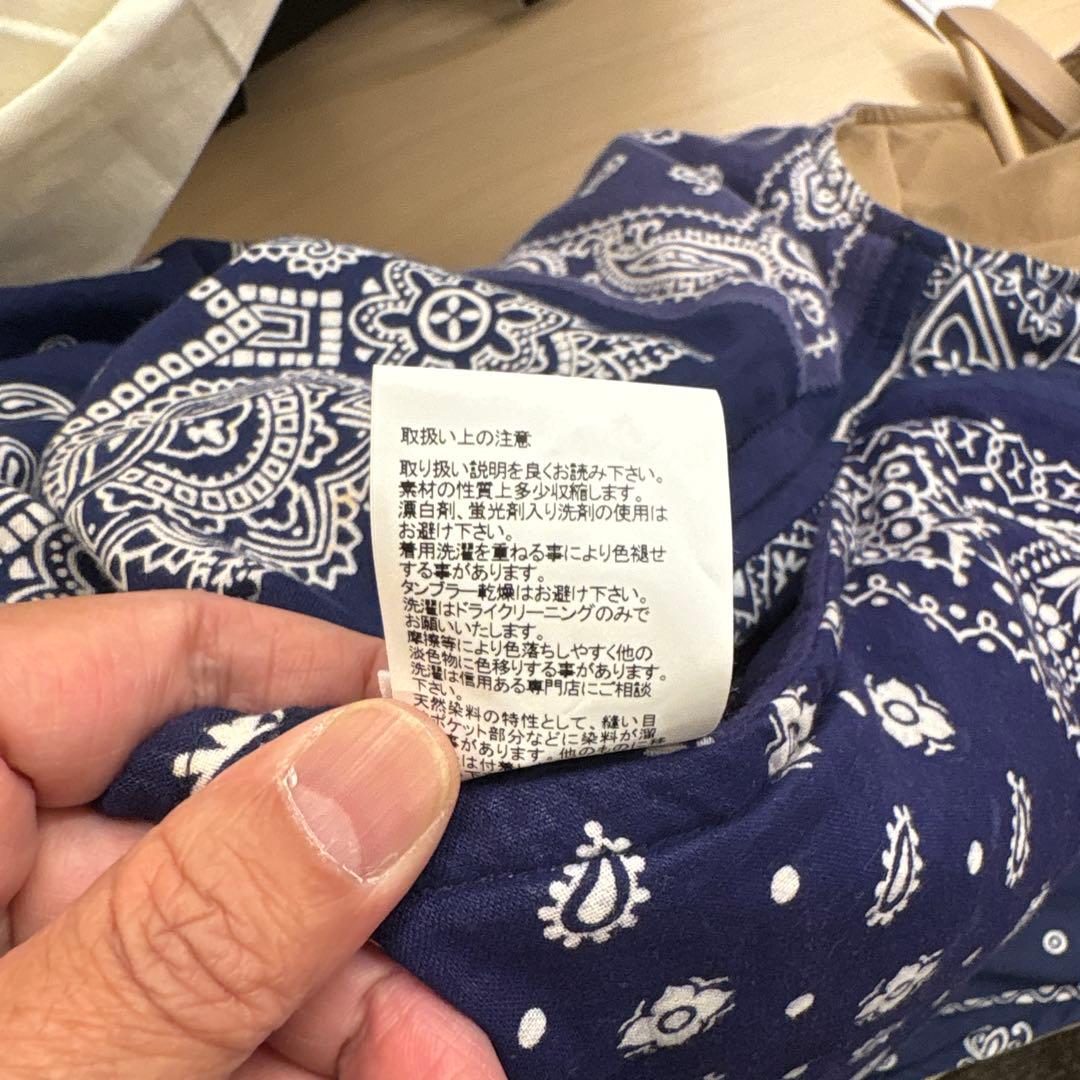 取扱い上の注意
取り扱い説明を良くお読み下さい。
素材の性質上多少収縮します。
漂白剤、蛍光剤入り洗剤の使用は
お避け下さい。
着用洗濯を重ねる事により色褪せ
する事があります。
タンブラー乾燥はお避け下さい。
洗濯はドライクリーニングのみで
お願いいたします。
摩擦等により色落ちしやすく他の
淡色物に色移りする事があります。
洗濯は信用ある専門店にご相談
下さい。
天然染料の特性として、縫い目
ポケット部分などに染料が溜
事があります。他のもの
は付着